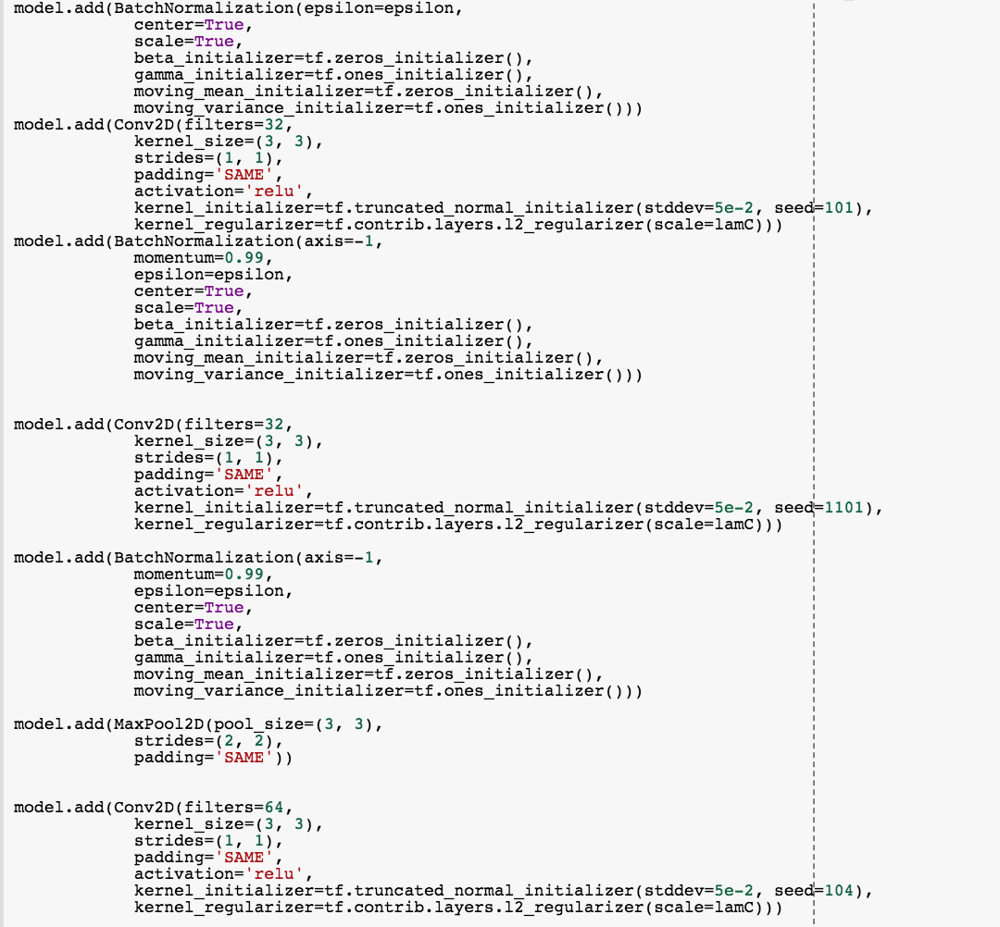 model.add(BatchNormalization(epsilon=epsilon,
            center=True,
            scale=True,
            beta_initializer=tf.zeros_initializer(),
            gamma_initializer=tf.ones_initializer(),
            moving_mean_initializer=tf.zeros_initializer(),
            moving_variance_initializer=tf.ones_initializer()))
model.add(Conv2D(filters=32,
            kernel_size=(3, 3),
            strides=(1, 1),
            padding='SAME',
            activation='relu',
            kernel_initializer=tf.truncated_normal_initializer(stddev=5e-2, seed=101),
            kernel_regularizer=tf.contrib.layers.l2_regularizer(scale=lamC)))
model.add(BatchNormalization(axis=-1,
            momentum=0.99,
            epsilon=epsilon,
            center=True,
            scale=True,
            beta_initializer=tf.zeros_initializer(),
            gamma_initializer=tf.ones_initializer(),
            moving_mean_initializer=tf.zeros_initializer(),
            moving_variance_initializer=tf.ones_initializer()))
model.add(Conv2D(filters=32,
            kernel_size=(3, 3),
            strides=(1, 1),
            padding='SAME',
            activation='relu',
            kernel_initializer=tf.truncated_normal_initializer(stddev=5e-2, seed=1101),
            kernel_regularizer=tf.contrib.layers.l2_regularizer(scale=lamC)))
model.add(BatchNormalization(axis=-1,
            momentum=0.99,
            epsilon=epsilon,
            center=True,
            scale=True,
            beta_initializer=tf.zeros_initializer(),
            gamma_initializer=tf.ones_initializer(),
            moving_mean_initializer=tf.zeros_initializer(),
            moving_variance_initializer=tf.ones_initializer()))
model.add(MaxPool2D(pool_size=(3, 3),
            strides=(2, 2),
            padding='SAME'))
model.add(Conv2D(filters=64,
            kernel_size=(3, 3),
            strides=(1, 1),
            padding='SAME',
            activation='relu',
            kernel_initializer=tf.truncated_normal_initializer(stddev=5e-2, seed=104),
            kernel_regularizer=tf.contrib.layers.l2_regularizer(scale=lamC)))